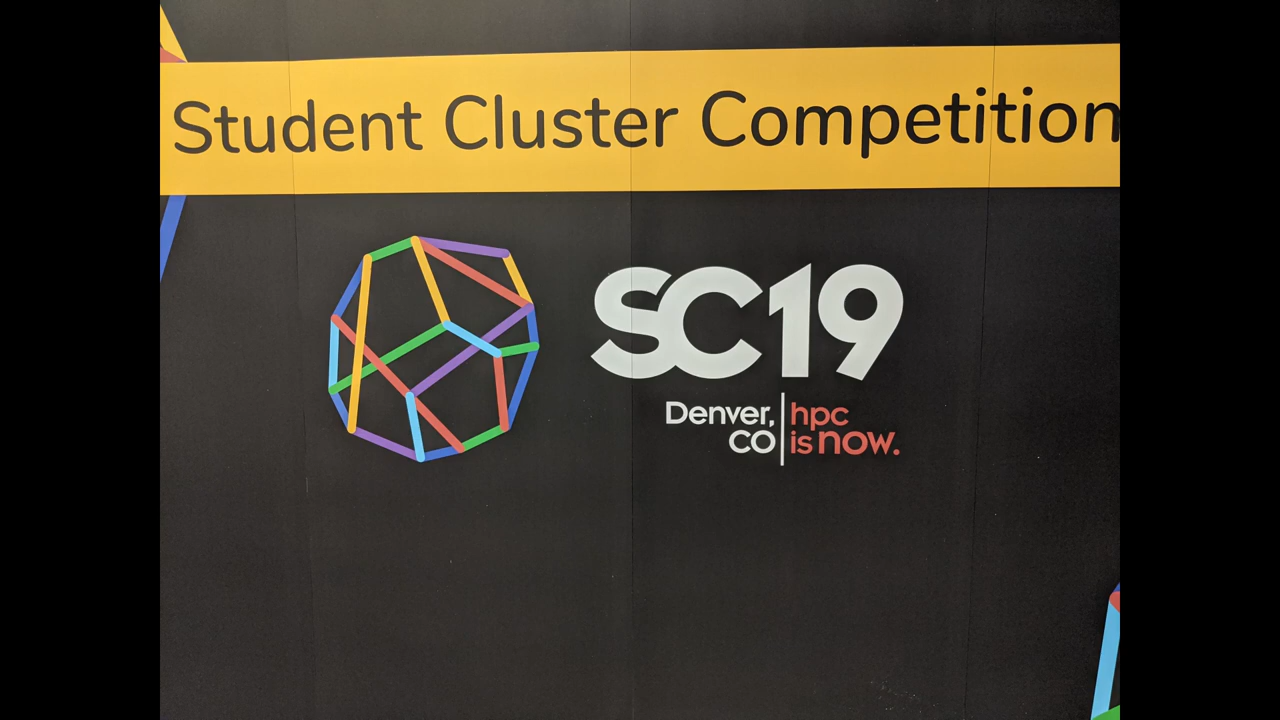 Student Cluster Competition
SC19
Denver, CO
hpc is now.